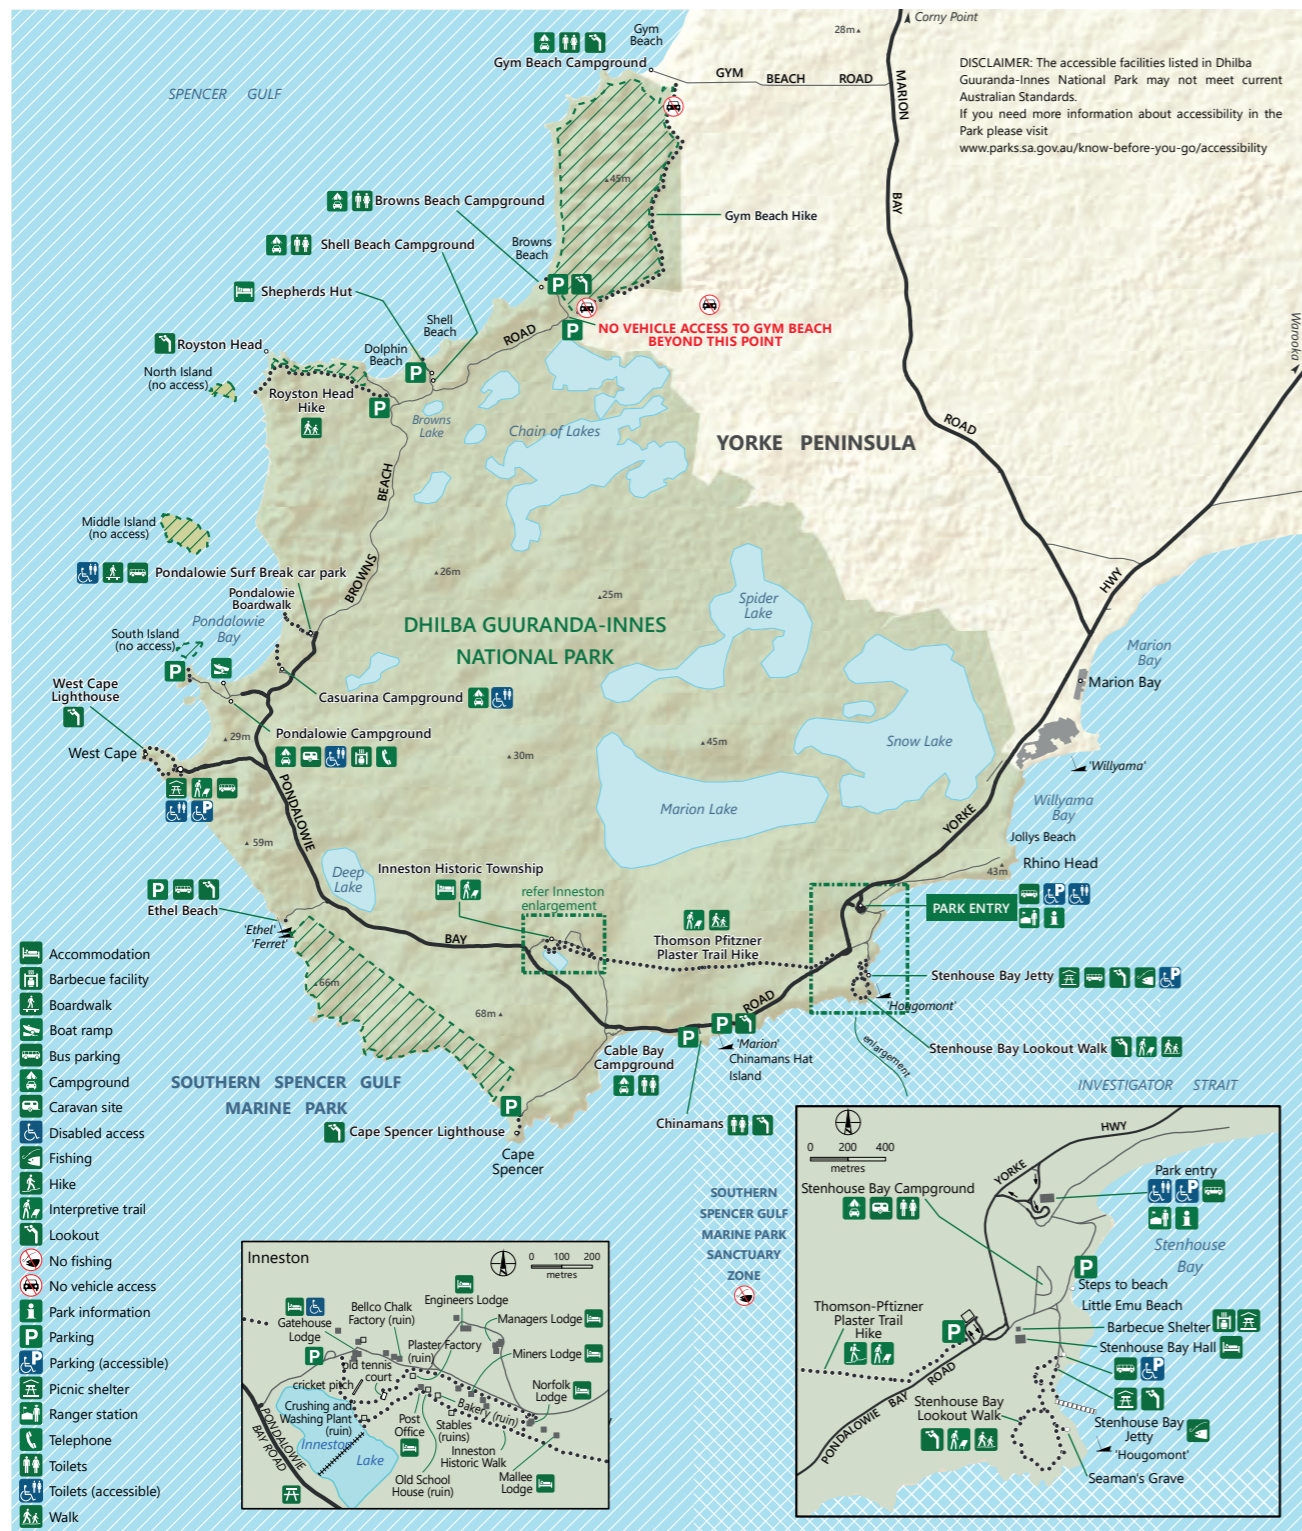 Corny Point
Gym
Beach
28m
Gym Beach Campground
GYM BEACH ROAD
MARION
BAY
ROAD
DISCLAIMER: The accessible facilities listed in Dhilba
Guuranda-Innes National Park may not meet current
Australian Standards.
If you need more information about accessibility in the
Park please visit
www.parks.sa.gov.au/know-before-you-go/accessibility
SPENCER GULF
45m
Browns Beach Campground
Gym Beach Hike
Shell Beach Campground
Browns
Beach
Shepherds Hut
P
P
NO VEHICLE ACCESS TO GYM BEACH
BEYOND THIS POINT
Warooka
Shell
Beach
ROAD
Royston Head
Dolphin
Beach
P
North Island
(no access)
Royston Head
Hike
P
Browns
Lake
Chain of Lakes
YORKE PENINSULA
BEACH
BROWNS
Middle Island
(no access)
Pondalowie Surf Break car park
26m
25m
HWY
Pondalowie
Boardwalk
Spider
Lake
Pondalowie
Bay
South Island
(no access)
DHILBA GUURANDA-INNES
NATIONAL PARK
Marion
Bay
P
Marion Bay
West Cape
Lighthouse
Casuarina Campground
Pondalowie Campground
29m
West Cape
45m
30m
Snow Lake
'Willyama'
PONDALOWIE
Marion Lake
Willyama
Bay
YORKE
P
59m
Jollys Beach
Rhino Head
43m
Deep
Lake
Inneston Historic Township
refer Inneston
enlargement
P
Ethel Beach
PARK ENTRY
P
i
'Ethel'
'Ferret'
BAY
Thomson Pfitzner
Plaster Trail Hike
Stenhouse Bay Jetty
P
66m
68m
ROAD
'Hougomont'
P
P
'Marion'
Chinamans Hat
Island
Cable Bay
Campground
enlargement
Stenhouse Bay Lookout Walk
SOUTHERN SPENCER GULF
MARINE PARK
INVESTIGATOR STRAIT
P
Chinamans
Cape Spencer Lighthouse
Cape
Spencer
Accommodation
Barbecue facility
Boardwalk
Boat ramp
Bus parking
Campground
Caravan site
Disabled access
Fishing
Hike
Interpretive trail
Lookout
No fishing
No vehicle access
i Park information
P Parking
P Parking (accessible)
Picnic shelter
Ranger station
Telephone
Toilets
Toilets (accessible)
Walk
SOUTHERN
SPENCER GULF
MARINE PARK
SANCTUARY
ZONE
Inneston
0 100 200
metres
Engineers Lodge
Bellco Chalk
Factory (ruin)
Gatehouse
Lodge
Managers Lodge
Plaster Factory
(ruin)
Miners Lodge
P
old tennis
court
cricket pitch
Norfolk
Lodge
Crushing and
Washing Plant
(ruin)
Bakery (ruin)
Post
Office
Stables
(ruins)
Inneston
Lake
Inneston
Historic Walk
PONDALOWIE
BAY ROAD
Old School
House (ruin)
Mallee
Lodge
0 200 400
metres
HWY
YORKE
Park entry
P
i
Stenhouse Bay Campground
Stenhouse
Bay
P
Steps to beach
Little Emu Beach
Thomson-Pftizner
Plaster Trail
Hike
P
Barbecue Shelter
Stenhouse Bay Hall
P
PONDALOWIE BAY ROAD
Stenhouse Bay
Lookout Walk
Stenhouse Bay
Jetty
'Hougomont'
Seaman's Grave